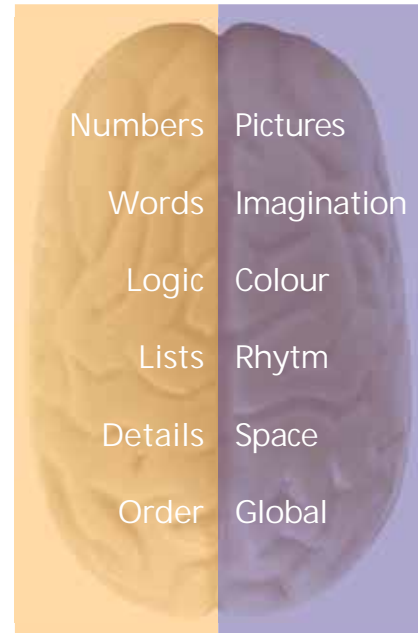 Numbers Pictures
Words Imagination
Logic Colour
Lists Rhytm
Details Space
Order Global